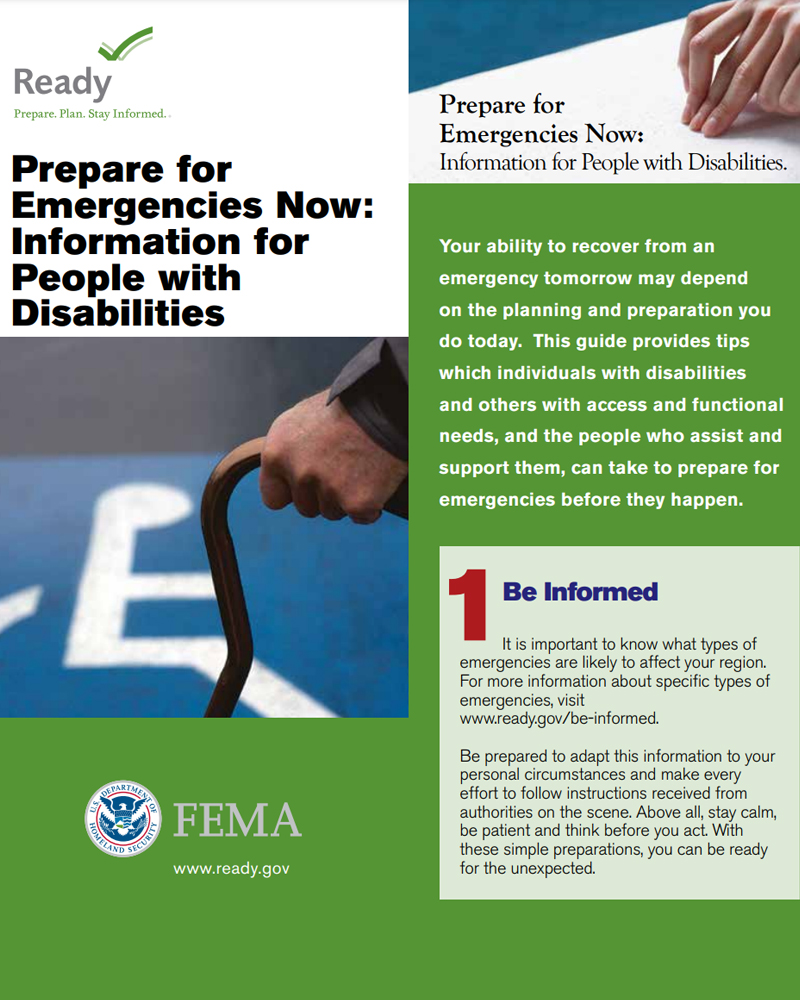 Ready
Prepare. Plan. Stay Informed.
Prepare for
Emergencies Now:
Information for
People with
Disabilities
U.S. DEPARTMENT OF
HOMELAND SECURITY
FEMA
www.ready.gov
Prepare for
Emergencies Now:
Information for People with Disabilities.
Your ability to recover from an
emergency tomorrow may depend
on the planning and preparation you
do today.  This guide provides tips
which individuals with disabilities
and others with access and functional
needs, and the people who assist and
support them, can take to prepare for
emergencies before they happen.
1 Be Informed
It is important to know what types of
emergencies are likely to affect your region.
For more information about specific types of
emergencies, visit
www.ready.gov/be-informed.
Be prepared to adapt this information to your
personal circumstances and make every
effort to follow instructions received from
authorities on the scene. Above all, stay calm,
be patient and think before you act. With
these simple preparations, you can be ready
for the unexpected.